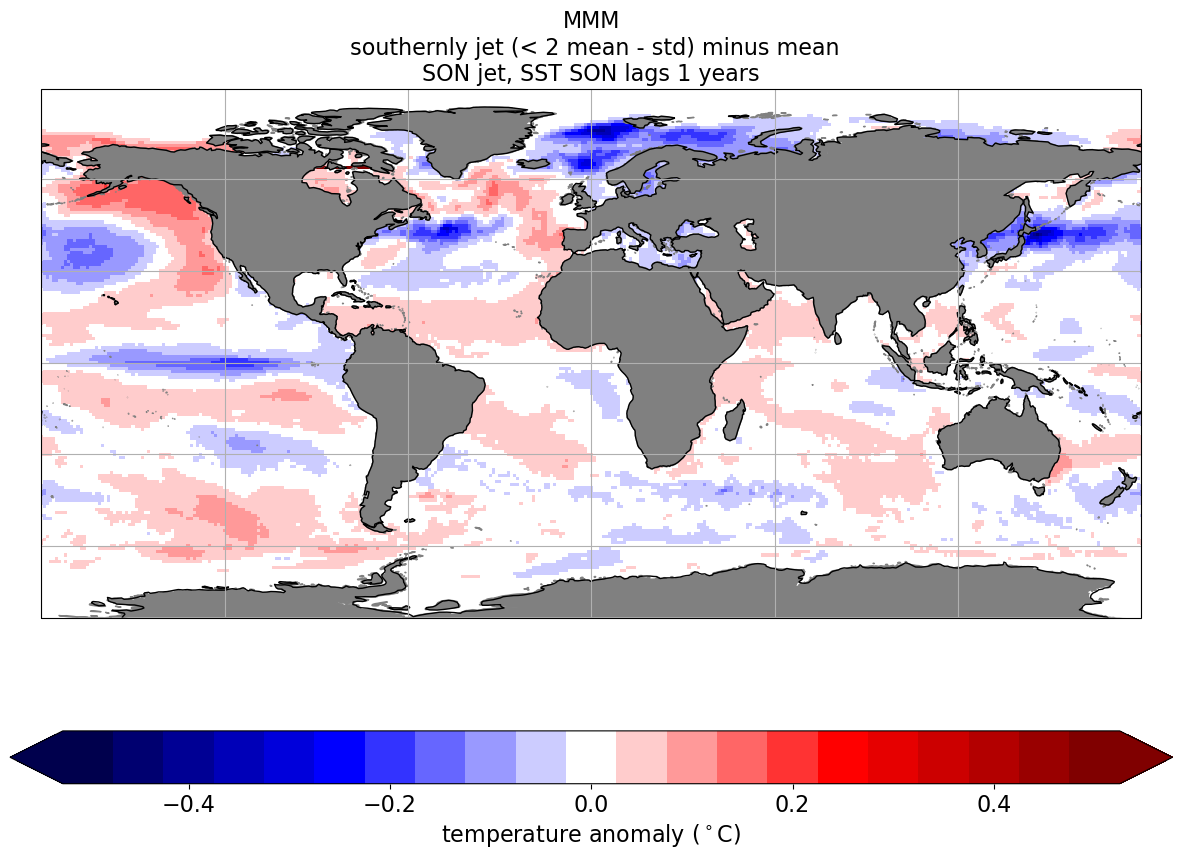 MMM
southernly jet (< 2 mean - std) minus mean
SON jet, SST SON lags 1 years
−0.4 −0.2 0.0 0.2 0.4
temperature anomaly (°C)